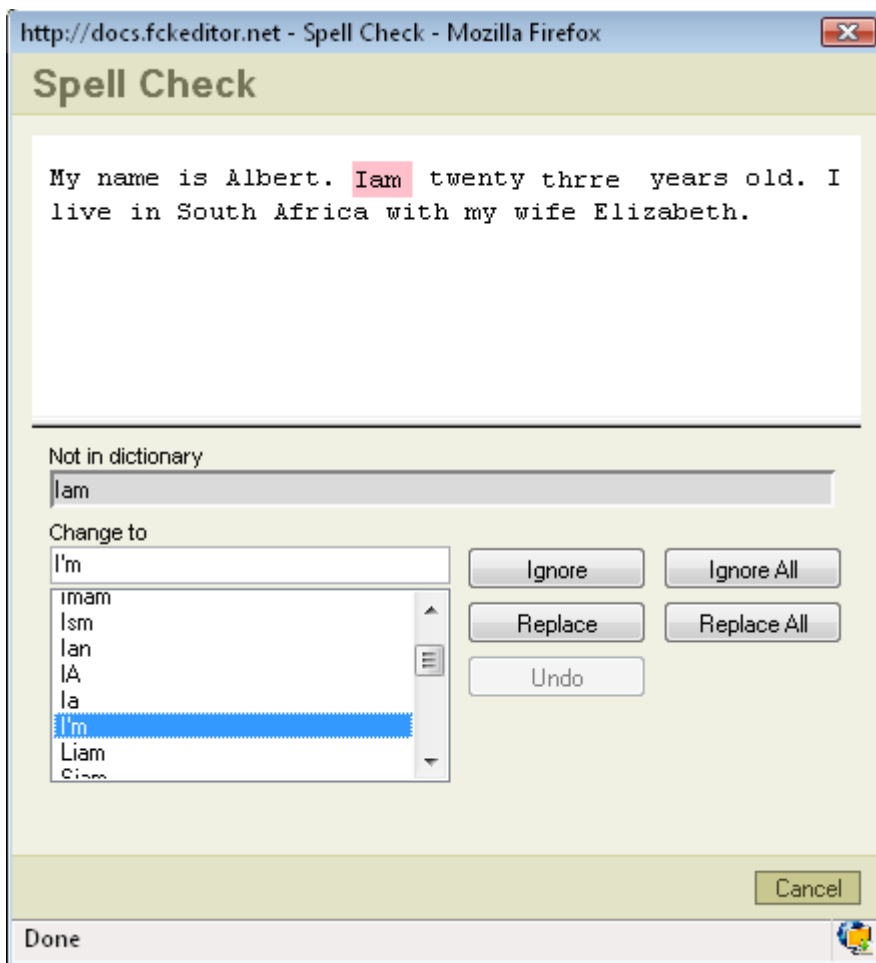 http://docs.fckeditor.net - Spell Check - Mozilla Firefox
Spell Check
My name is Albert. Iam twenty thrre years old. I
live in South Africa with my wife Elizabeth.
Not in dictionary
Iam
Change to
I'm
Ignore Ignore All
imam
Ism
Replace Replace All
Ian
IA
Undo
Ia
I'm
Liam
Siam
Cancel
Done